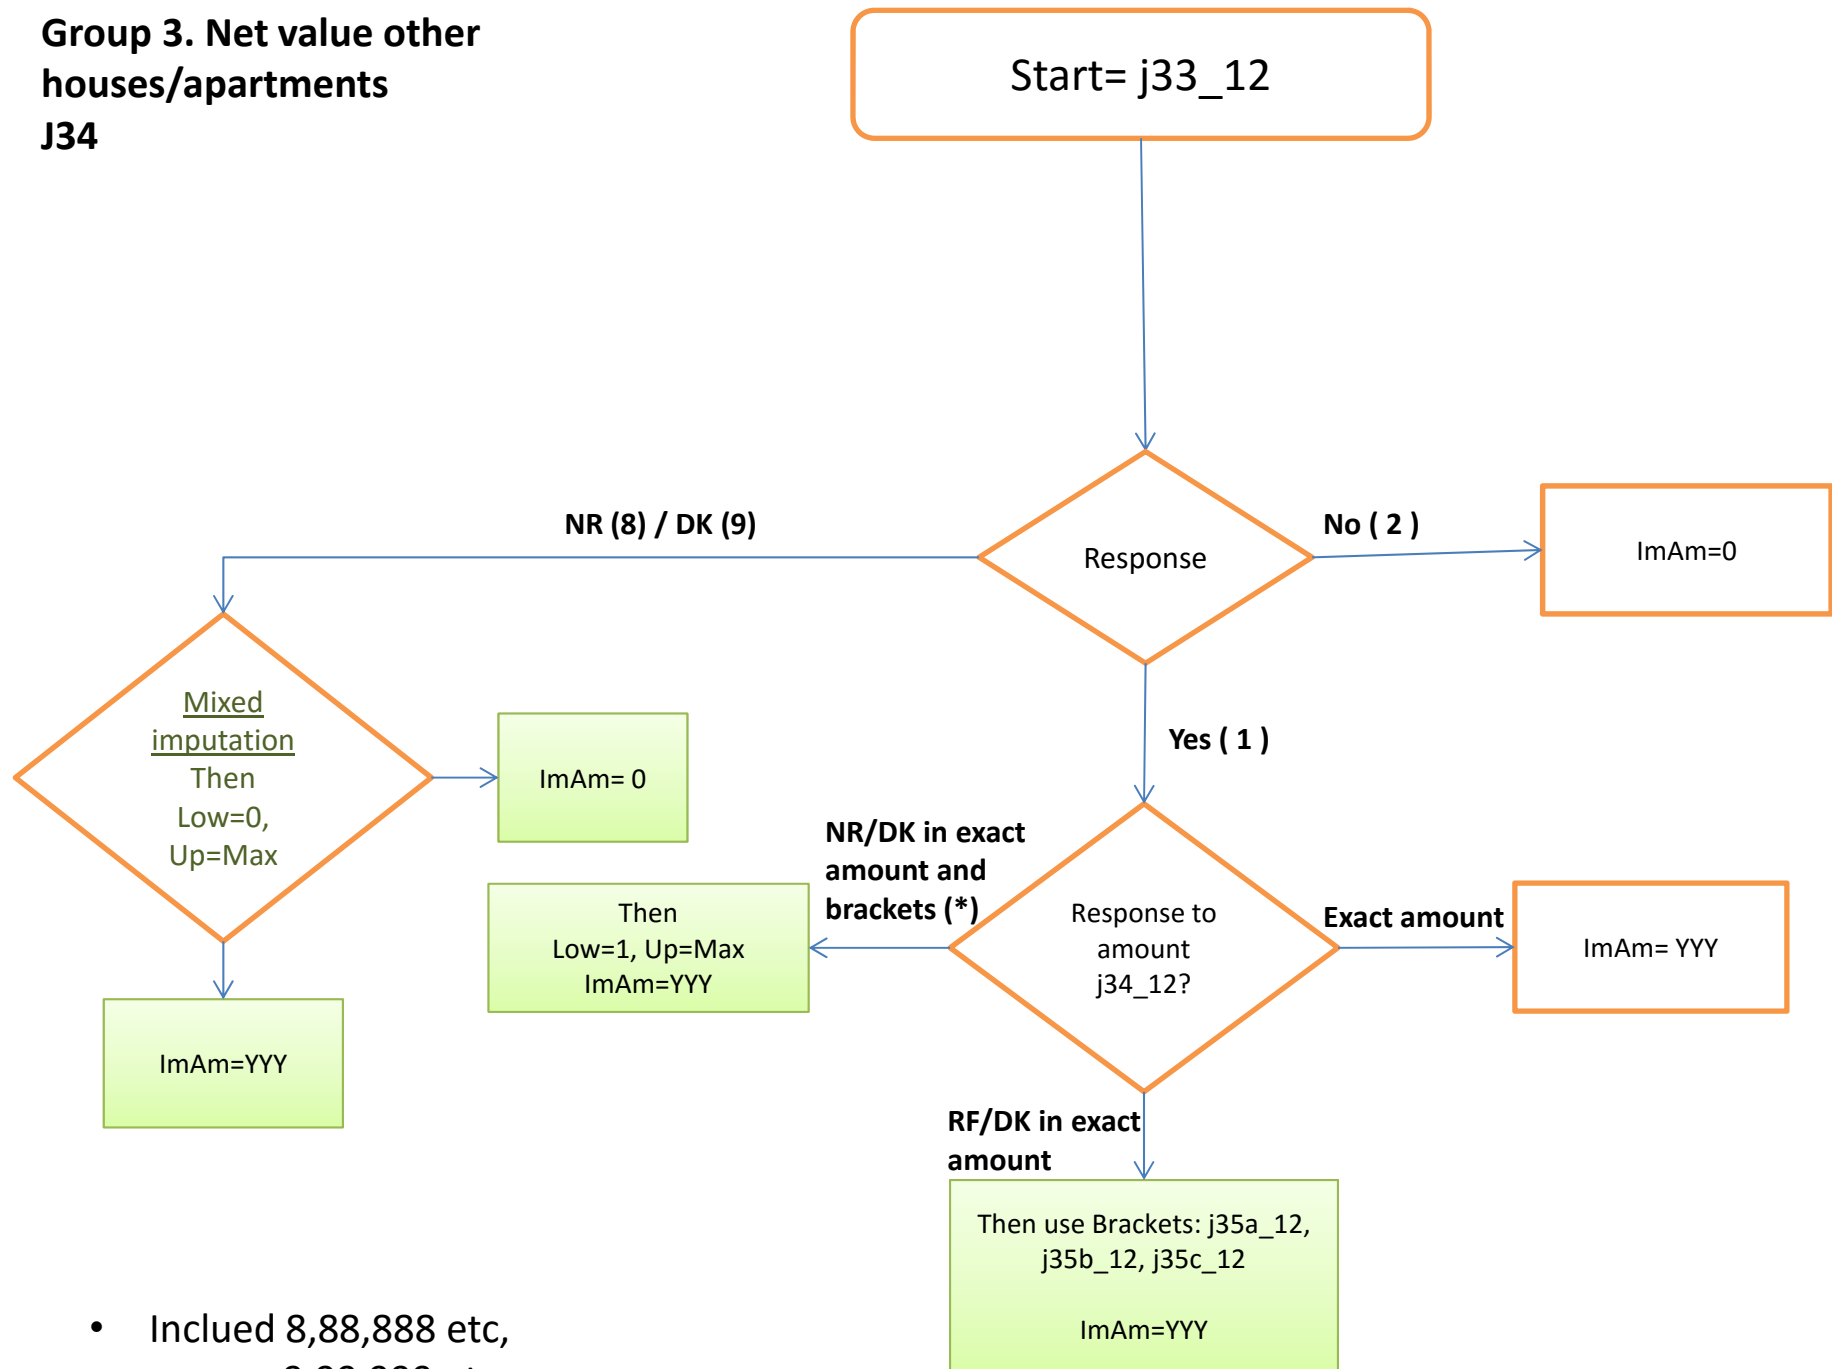 Group 3. Net value other
houses/apartments
J34
Start= j33_12
NR (8) / DK (9)
Response
No ( 2 )
ImAm=0
Mixed
imputation
Then
Low=0,
Up=Max
ImAm= 0
Yes ( 1 )
NR/DK in exact
amount and
brackets (*)
Then
Low=1, Up=Max
ImAm=YYY
Response to
amount
j34_12?
Exact amount
ImAm= YYY
ImAm=YYY
RF/DK in exact
amount
Then use Brackets: j35a_12,
j35b_12, j35c_12
ImAm=YYY
• Inclued 8,88,888 etc,